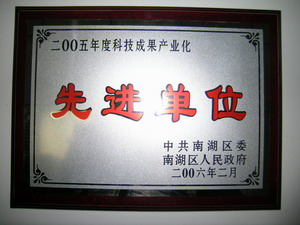 二00五年度科技成果产业化
先进单位
中共南湖区委
南湖区人民政府
二00六年二月